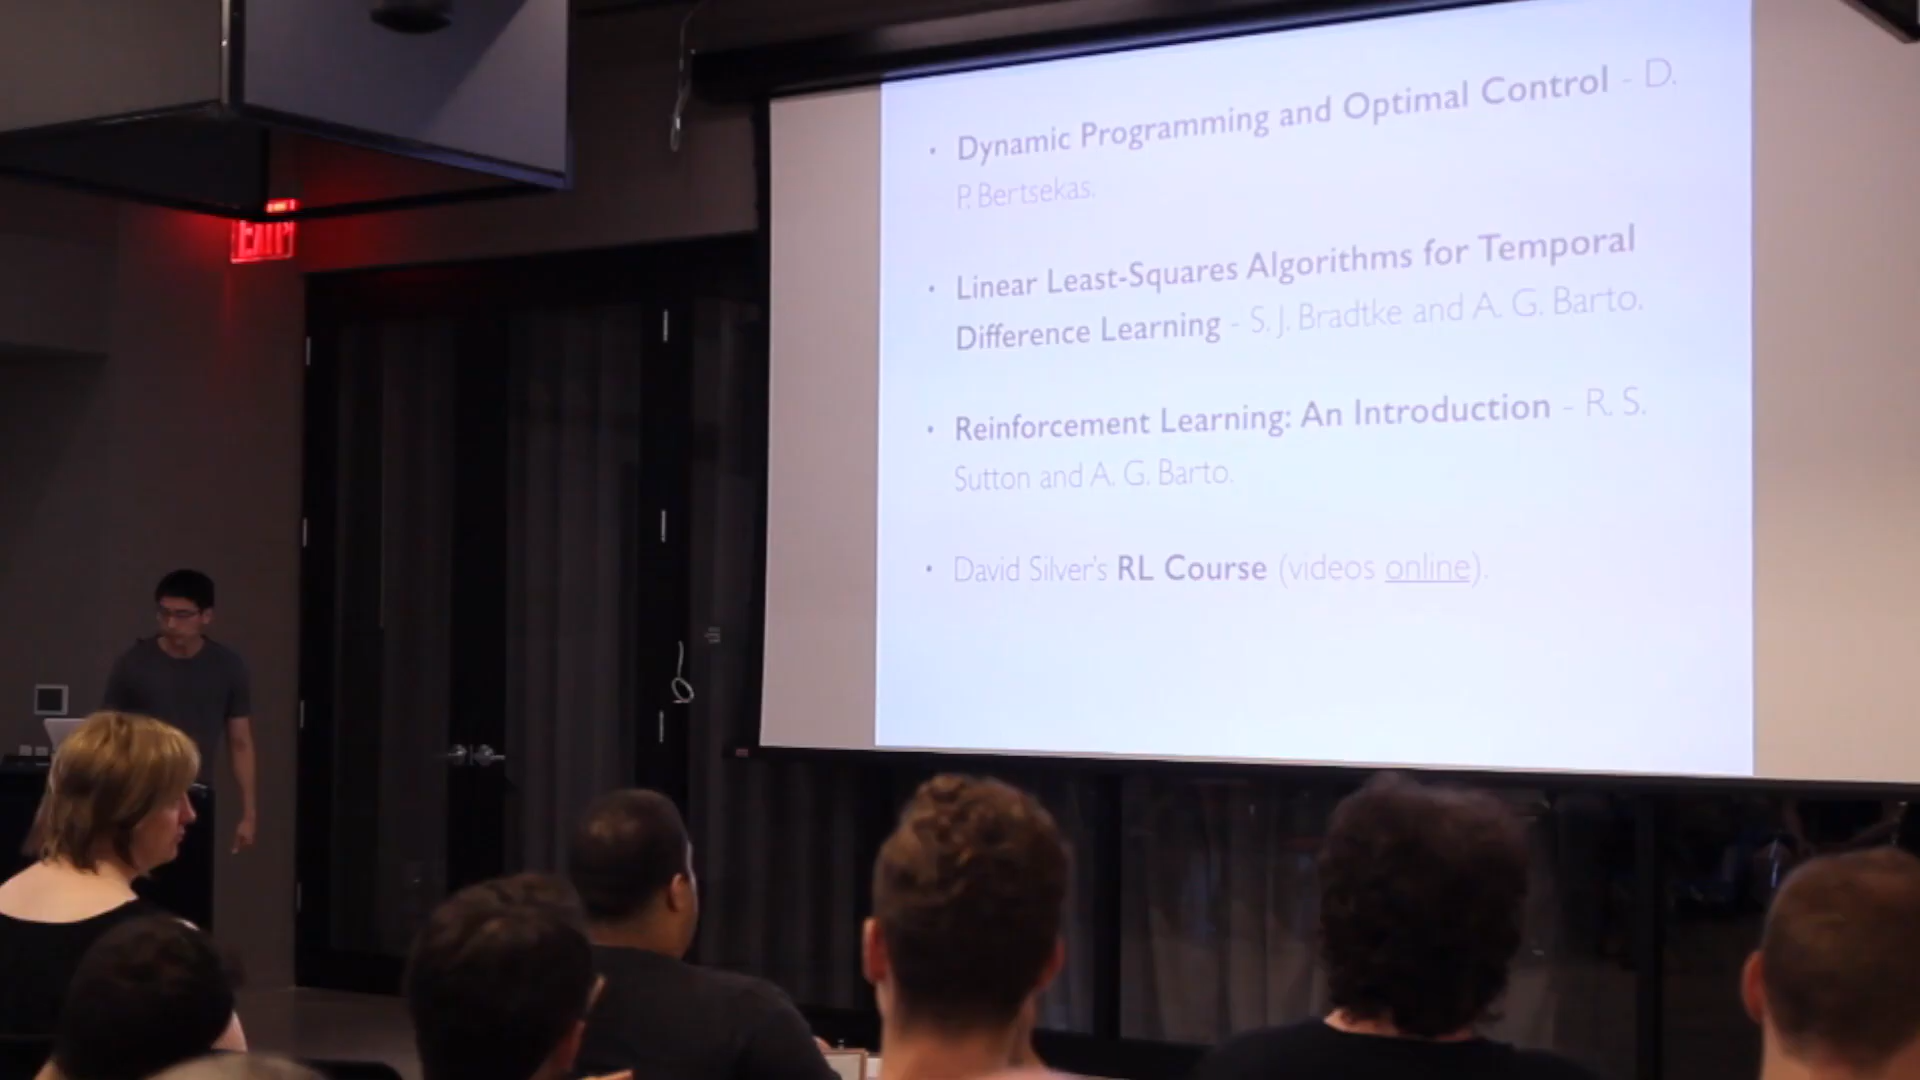 • Dynamic Programming and Optimal Control - D.
P. Bertsekas.
• Linear Least-Squares Algorithms for Temporal
Difference Learning - S. J. Bradtke and A. G. Barto.
• Reinforcement Learning: An Introduction - R. S.
Sutton and A. G. Barto.
• David Silver's RL Course (videos online).
EXIT